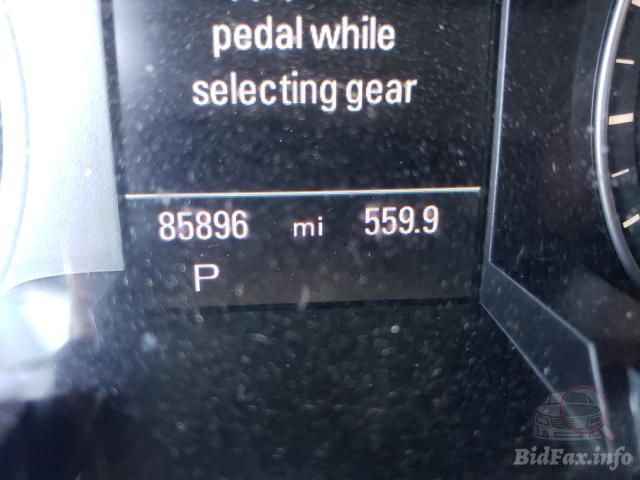 pedal while
selecting gear
85896 mi 559.9
P
BidFax.info